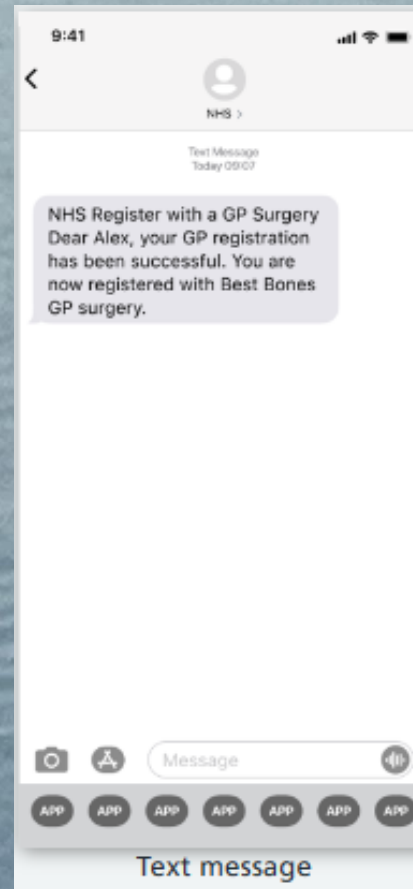 9:41
NHS >
Text Message
Today 09:07
NHS Register with a GP Surgery
Dear Alex, your GP registration
has been successful. You are
now registered with Best Bones
GP surgery.
Message
APP APP APP APP APP APP APP
Text message